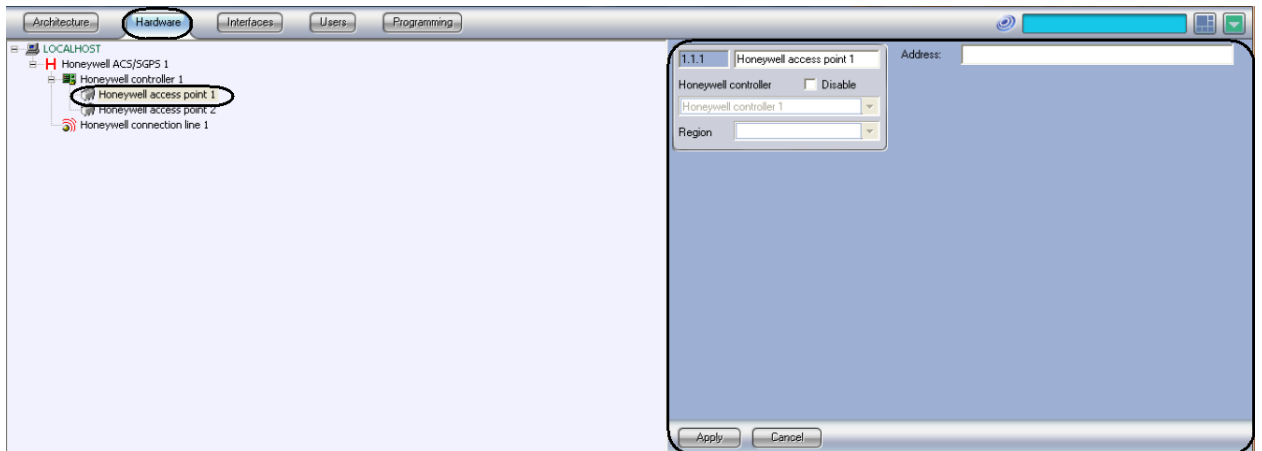 Architecture Hardware Interfaces Users Programming
LOCALHOST
Honeywell ACS/SGPS 1
Honeywell controller 1
Honeywell access point 1
Honeywell access point 2
Honeywell connection line 1
1.1.1 Honeywell access point 1 Address:
Honeywell controller Disable
Honeywell controller 1
Region
Apply Cancel